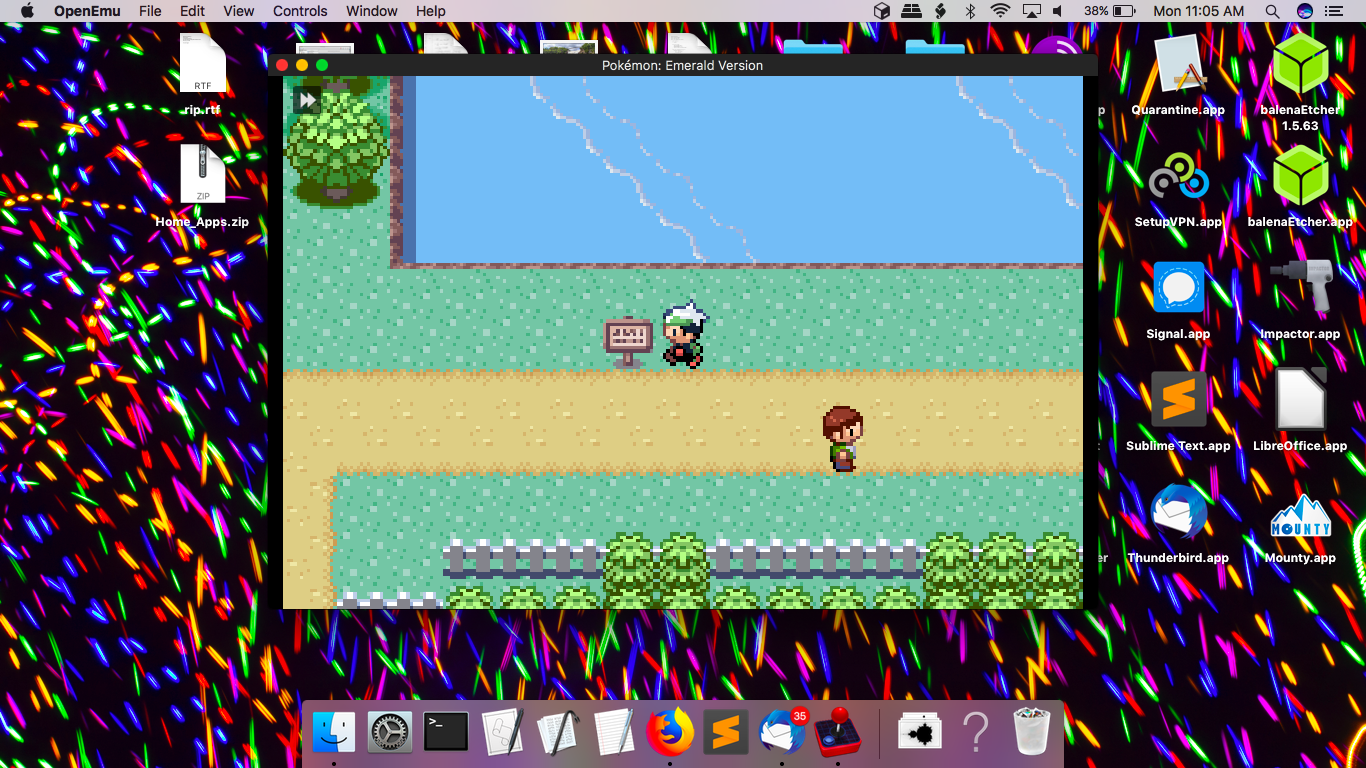 OpenEmu File Edit View Controls Window Help
38% Mon 11:05 AM
Pokémon: Emerald Version
RTF
rip.rtf
ZIP
Home_Apps.zip
Quarantine.app
balenaEtcher
1.5.63
SetupVPN.app
balenaEtcher.app
Signal.app
Impactor.app
Sublime Text.app
LibreOffice.app
MOUNTY
Thunderbird.app
Mounty.app
>_
35
?